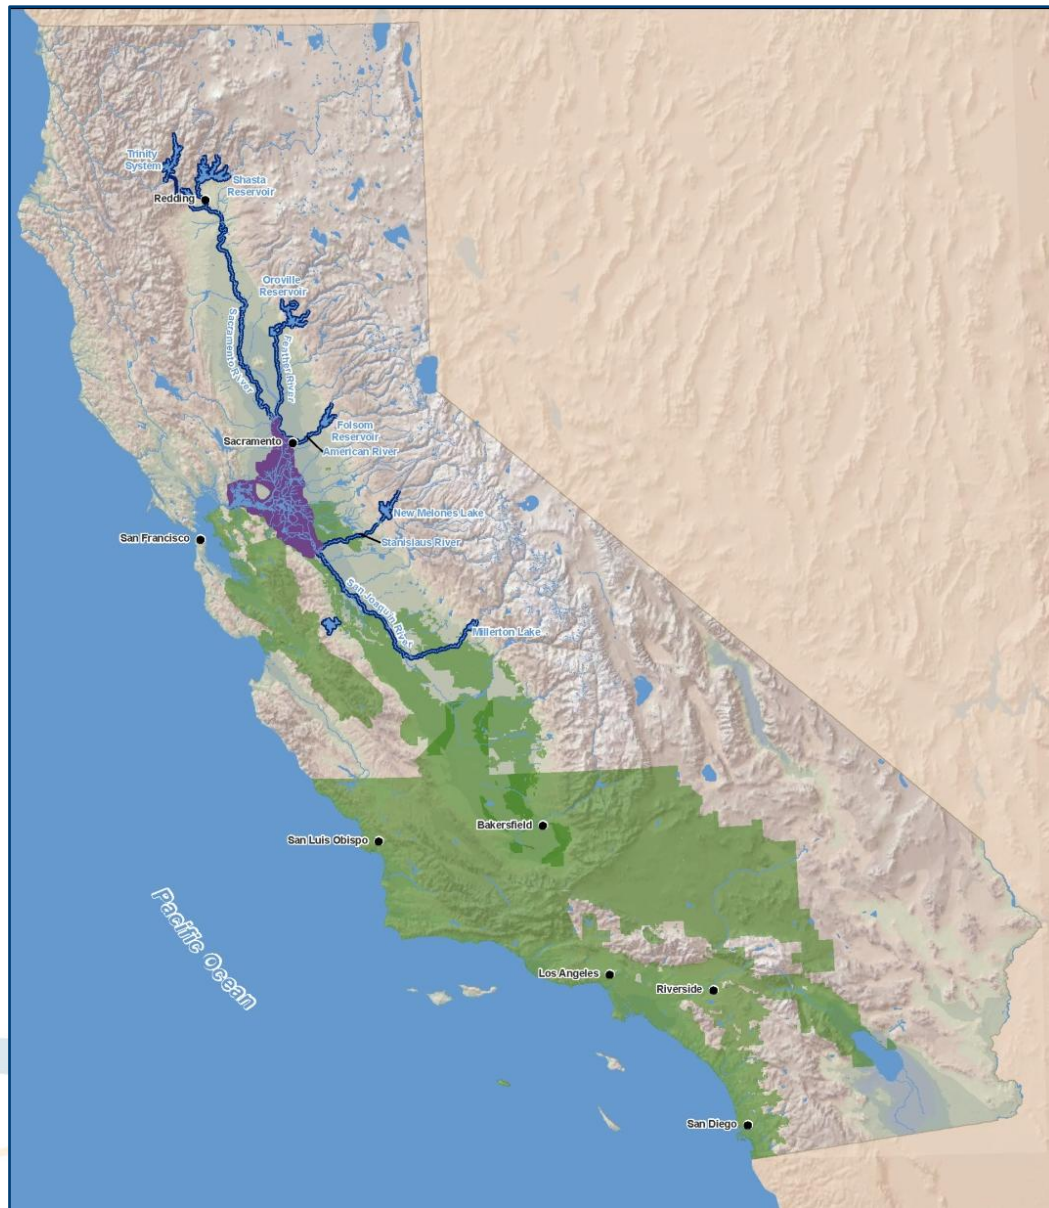 Trinity
System
Shasta
Reservoir
Redding
Oroville
Reservoir
Sacramento River
Feather River
Folsom
Reservoir
Sacramento
American River
New Melones Lake
San Francisco
Stanislaus River
San Joaquin River
Millerton Lake
Bakersfield
San Luis Obispo
Pacific Ocean
Los Angeles
Riverside
San Diego